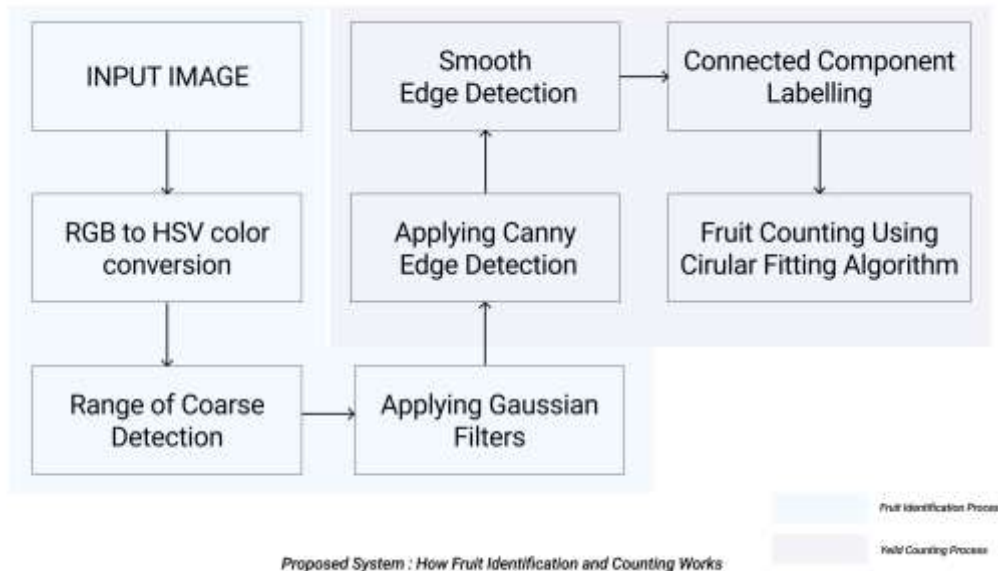 INPUT IMAGE
RGB to HSV color
conversion
Range of Coarse
Detection
Applying Gaussian
Filters
Applying Canny
Edge Detection
Smooth
Edge Detection
Connected Component
Labelling
Fruit Counting Using
Cirular Fitting Algorithm
Fruit Identification Proces
Yeild Counting Process
Proposed System : How Fruit Identification and Counting Works